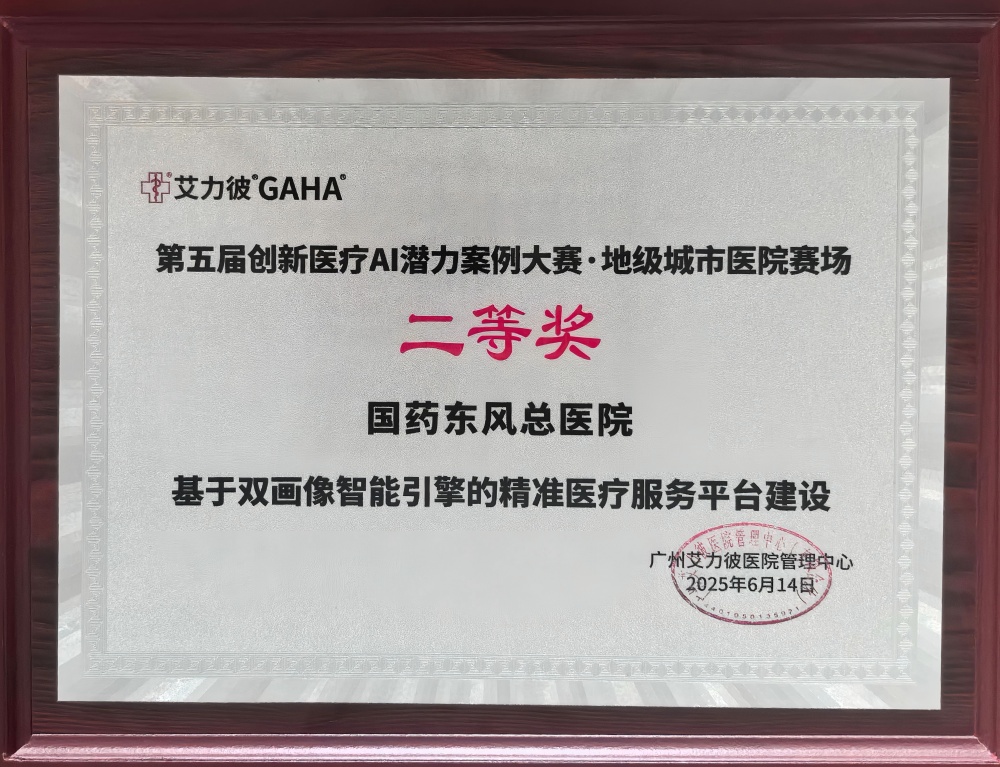 艾力彼®GAHA®
第五届创新医疗AI潜力案例大赛·地级城市医院赛场
二等奖
国药东风总医院
基于双画像智能引擎的精准医疗服务平台建设
广州艾力彼医院管理中心
2025年6月14日